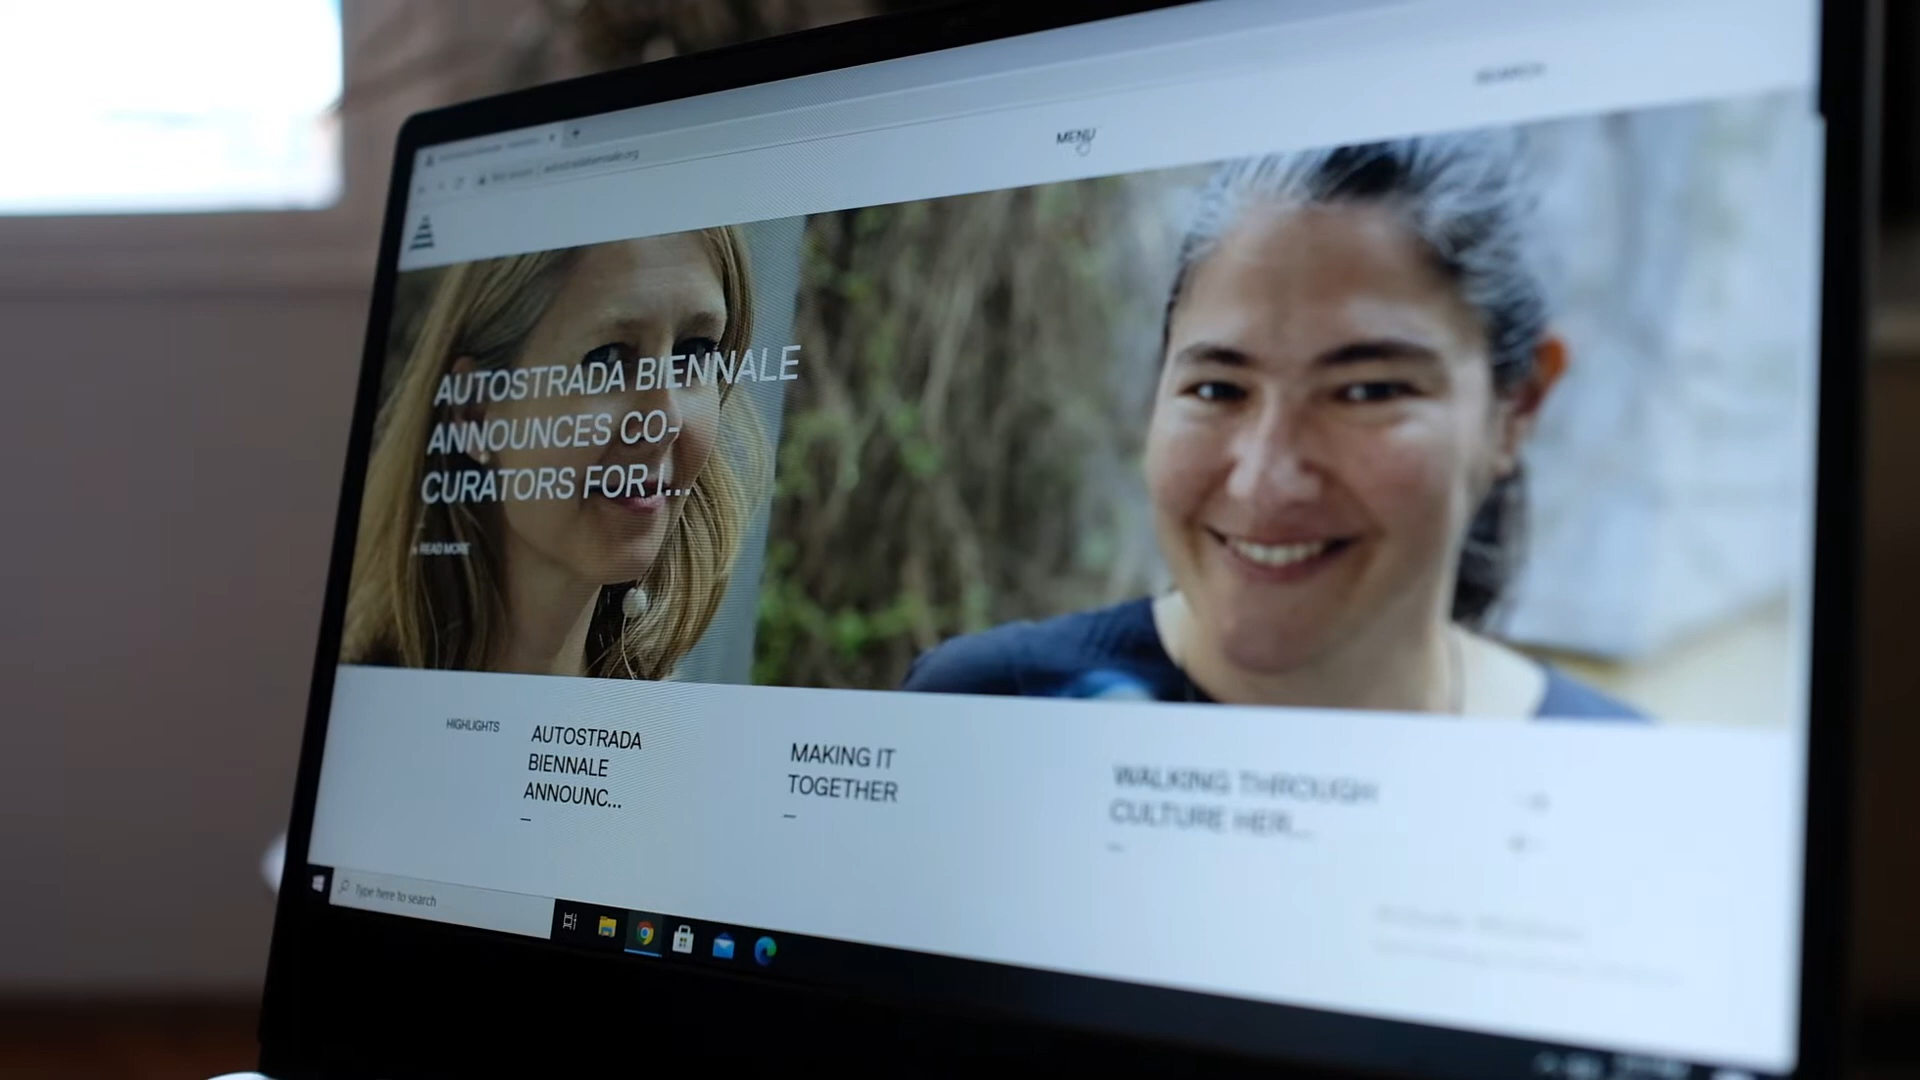 autostradabiennale.org
MENU
SEARCH
AUTOSTRADA BIENNALE
ANNOUNCES CO-
CURATORS FOR I...
READ MORE
HIGHLIGHTS
AUTOSTRADA
BIENNALE
ANNOUNC...
MAKING IT
TOGETHER
WALKING THROUGH
CULTURE HER...
Type here to search